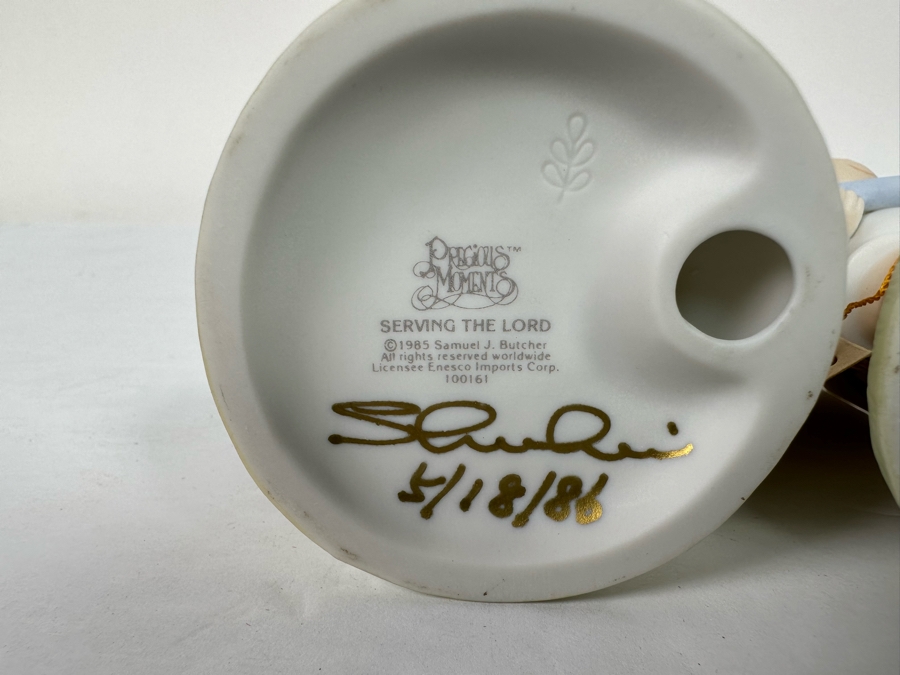 PRECIOUS
MOMENTS™
SERVING THE LORD
©1985 Samuel J. Butcher
All rights reserved worldwide
Licensee Enesco Imports Corp.
100161
5/18/86